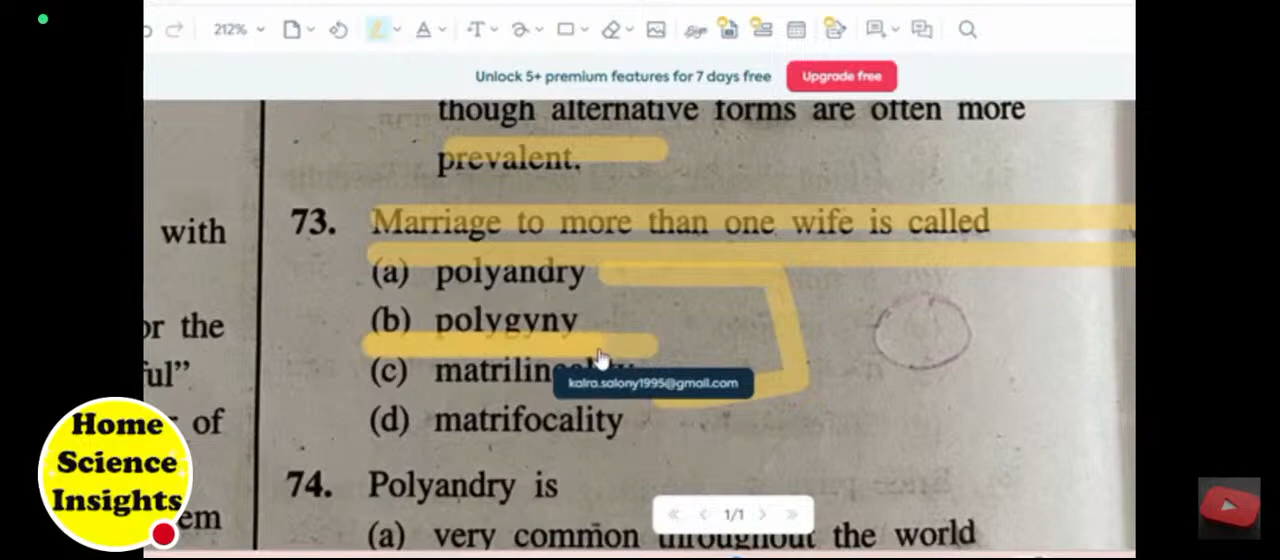 212%
Unlock 5+ premium features for 7 days free
Upgrade free
though alternative forms are often more
prevalent.
with
73. Marriage to more than one wife is called
(a) polyandry
(b) polygyny
or the
(c)
kalra.salony1995@gmail.com
ful”
(d) matrifocality
of
Home
Science
Insights
em
74. Polyandry is
1/1
(a) very common throughout the world